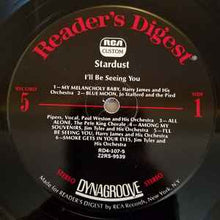 Reader's Digest®
RCA
CUSTOM
Stardust
I'll Be Seeing You
RECORD
5
SIDE
1
1—MY MELANCHOLY BABY, Harry James and His
Orchestra 2—BLUE MOON, Jo Stafford and the Pied
Pipers, Vocal, Paul Weston and His Orchestra 3—ALL
ALONE, The Pete King Chorale 4—AMONG MY
SOUVENIRS, Jim Tyler and His Orchestra 5—I'LL
BE SEEING YOU, Harry James and His Orchestra
6—SMOKE GETS IN YOUR EYES, Jim Tyler and His
Orchestra
RD4-107-5
Z2RS-9539
STEREO DYNAGROOVE STEREO
Made for READER'S DIGEST by RCA Records, New York, N.Y.